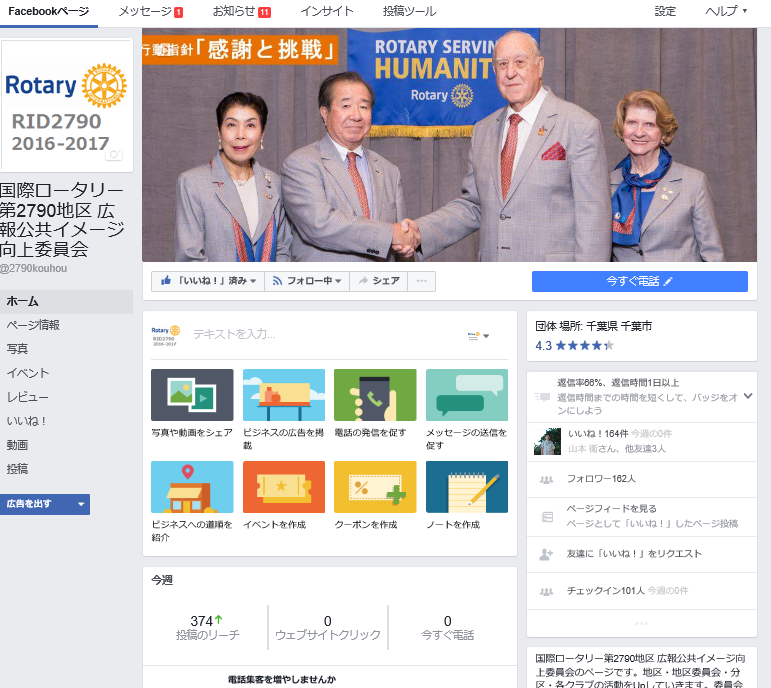 Facebookページ
メッセージ 1
お知らせ 11
インサイト
投稿ツール
設定
ヘルプ
行動指針「感謝と挑戦」
ROTARY SERVING
HUMANIT
Rotary
Rotary
RID2790
2016-2017
国際ロータリー
第2790地区 広
報公共イメージ
向上委員会
@2790kouhou
ホーム
ページ情報
写真
イベント
レビュー
いいね！
動画
投稿
広告を出す
「いいね！」済み
フォロー中
シェア
...
今すぐ電話
Rotary
RID2790
2016-2017
テキストを入力...
写真や動画をシェア
ビジネスの広告を掲
載
電話の発信を促す
メッセージの送信を
促す
ビジネスへの道順を
紹介
イベントを作成
クーポンを作成
ノートを作成
今週
374
投稿のリーチ
0
ウェブサイトクリック
0
今すぐ電話
電話集客を増やしませんか
団体 場所: 千葉県 千葉市
4.3
返信率66%、返信時間1日以上
返信時間までの時間を短くして、バッジをオ
ンにしよう
いいね！164件 今週の0件
山本 衛さん、他友達3人
フォロワー162人
ページフィードを見る
ページとして「いいね！」したページ投稿
友達に「いいね！」をリクエスト
チェックイン101人 今週の0件
...
国際ロータリー第2790地区 広報公共イメージ向
上委員会のページです。地区・地区委員会・分
区・各クラブの活動をUpしていきます。委員会